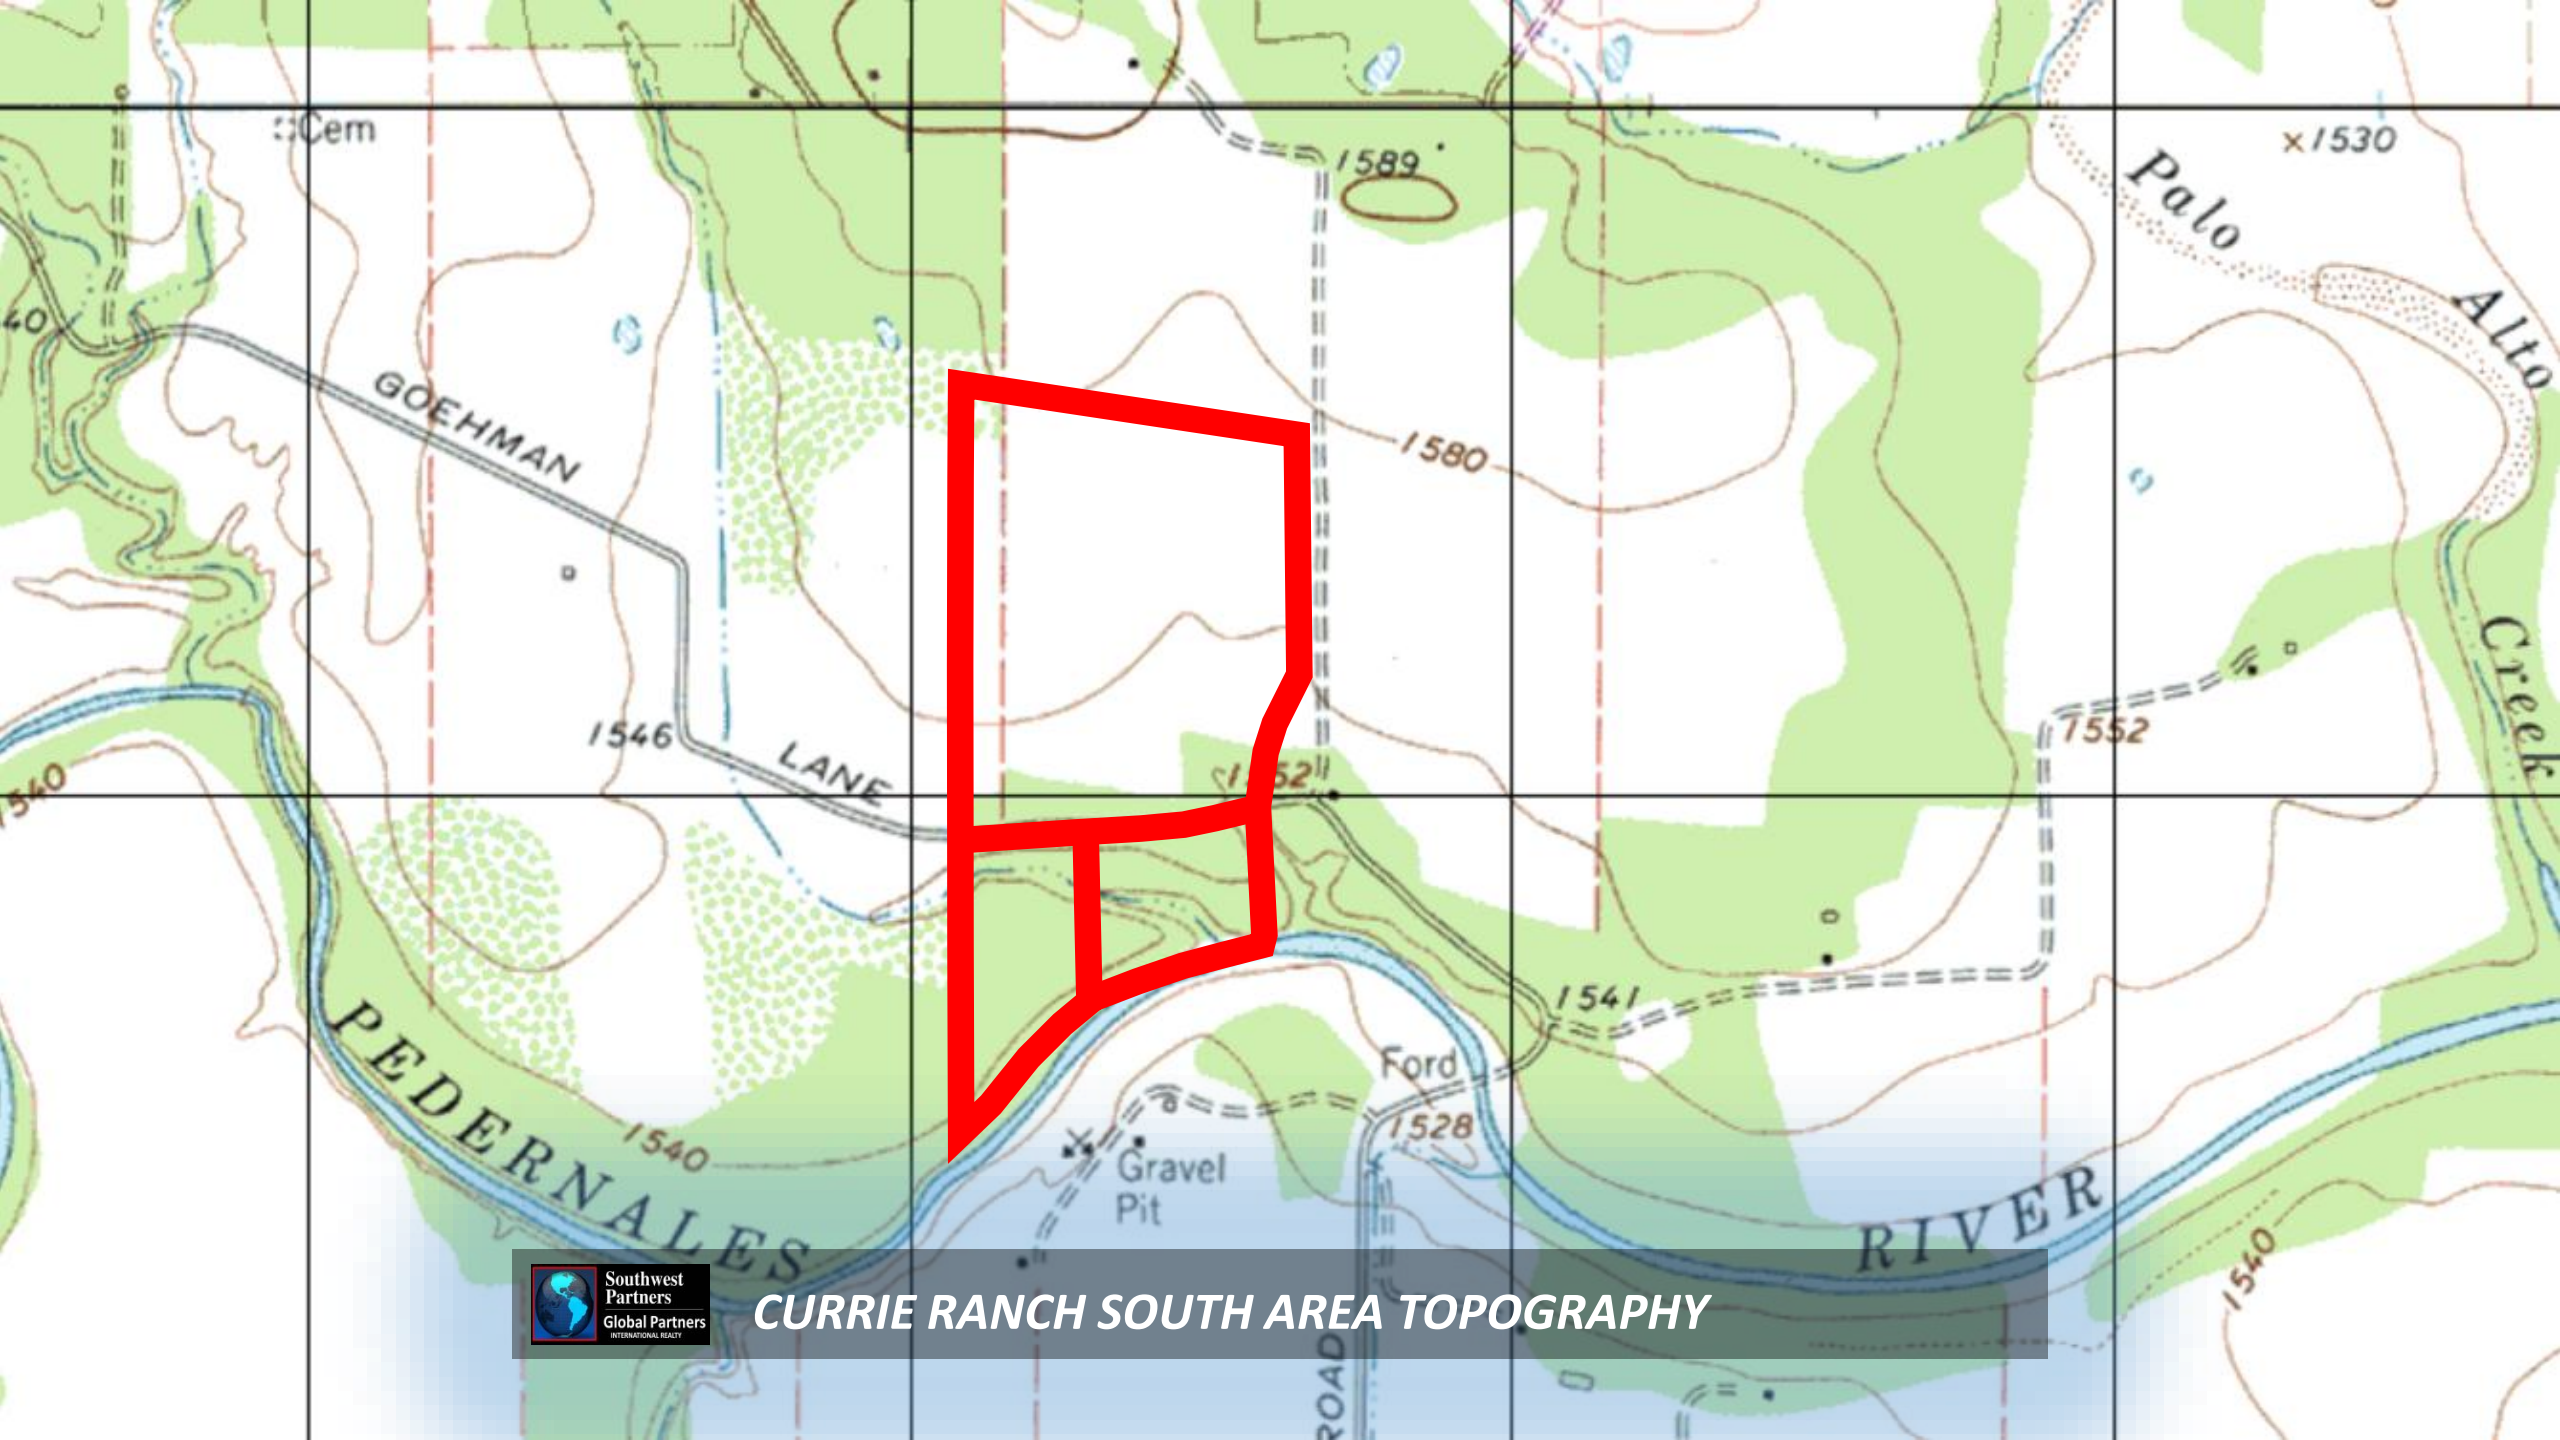 Cem
1589
×1530
Palo
Alto
Creek
40
GOEHMAN
1580
1546
LANE
1552
1540
1541
Ford
1528
PEDERNALES
1540
Gravel
Pit
RIVER
1540
ROAD
Southwest
Partners
Global Partners
INTERNATIONAL REALTY
CURRIE RANCH SOUTH AREA TOPOGRAPHY